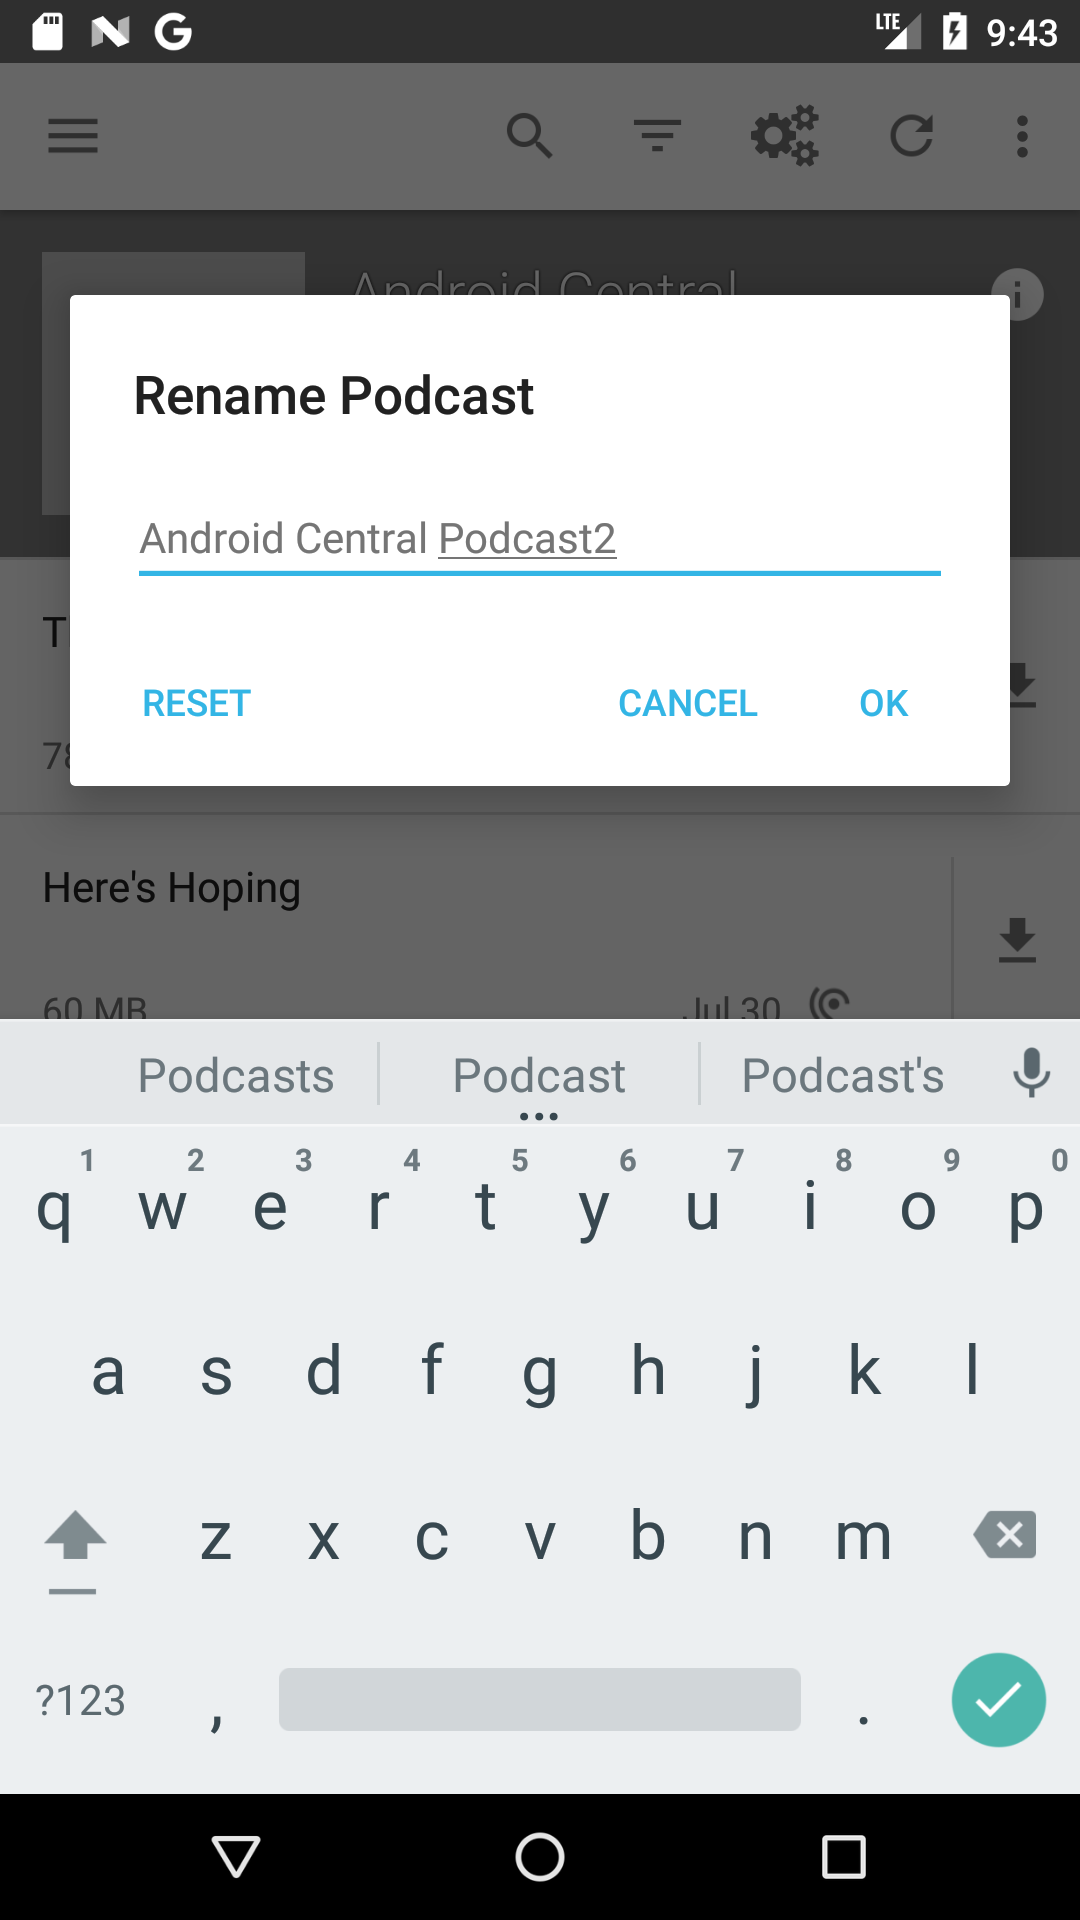 LTE 9:43
Android Central
Rename Podcast
Android Central Podcast2
RESET CANCEL OK
Here's Hoping
60 MB Jul 30
Podcasts Podcast Podcast's
1 2 3 4 5 6 7 8 9 0
q w e r t y u i o p
a s d f g h j k l
z x c v b n m
?123 , .